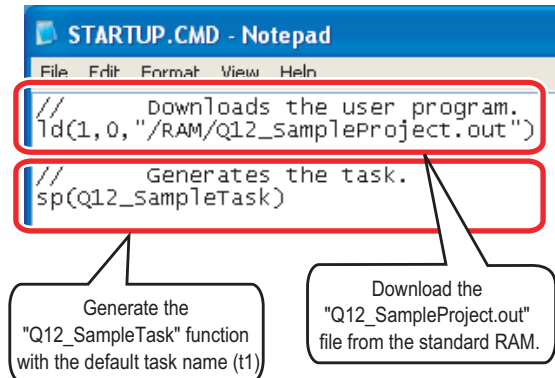 STARTUP.CMD - Notepad
File Edit Format View Help
// Downloads the user program.
ld(1,0,"/RAM/Q12_SampleProject.out")
// Generates the task.
sp(Q12_SampleTask)
Generate the
"Q12_SampleTask" function
with the default task name (t1)
Download the
"Q12_SampleProject.out"
file from the standard RAM.